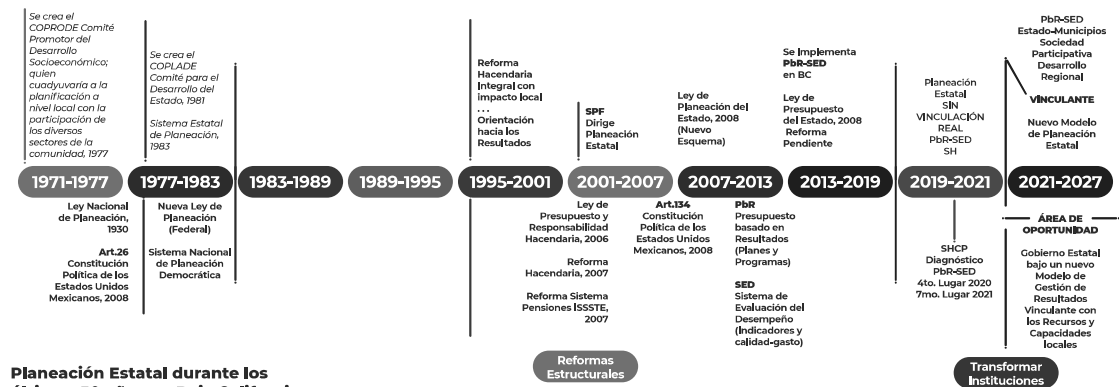 Se crea el
COPRODE Comité
Promotor del
Desarrollo
Socioeconómico;
quien
cuadyuvaría a la
planificación a
nivel local con la
participación de
los diversos
sectores de la
comunidad, 1977
Se crea el
COPLADE
Comité para el
Desarrollo del
Estado, 1981
Sistema Estatal
de Planeación,
1983
Reforma
Hacendaria
Integral con
impacto local
...
Orientación
hacia los
Resultados
SPF
Dirige
Planeación
Estatal
Ley de
Planeación del
Estado, 2008
(Nuevo
Esquema)
Se Implementa
PbR-SED
en BC
Ley de
Presupuesto
del Estado, 2008
Reforma
Pendiente
Planeación
Estatal
SIN
VINCULACIÓN
REAL
PbR-SED
SH
PbR-SED
Estado-Municipios
Sociedad
Participativa
Desarrollo
Regional
VINCULANTE
Nuevo Modelo
de Planeación
Estatal
1971-1977
1977-1983
1983-1989
1989-1995
1995-2001
2001-2007
2007-2013
2013-2019
2019-2021
2021-2027
Ley Nacional
de Planeación,
1930
Art.26
Constitución
Política de los
Estados Unidos
Mexicanos, 2008
Nueva Ley de
Planeación
(Federal)
Sistema Nacional
de Planeación
Democrática
Ley de
Presupuesto y
Responsabilidad
Hacendaria, 2006
Reforma
Hacendaria, 2007
Reforma Sistema
Pensiones ISSSTE,
2007
Art.134
Constitución
Política de los
Estados Unidos
Mexicanos, 2008
PbR
Presupuesto
basado en
Resultados
(Planes y
Programas)
SED
Sistema de
Evaluación del
Desempeño
(Indicadores y
calidad-gasto)
SHCP
Diagnóstico
PbR-SED
4to. Lugar 2020
7mo. Lugar 2021
ÁREA DE
OPORTUNIDAD
Gobierno Estatal
bajo un nuevo
Modelo de
Gestión de
Resultados
Vinculante con
los Recursos y
Capacidades
locales
Reformas
Estructurales
Transformar
Instituciones
Planeación Estatal durante los